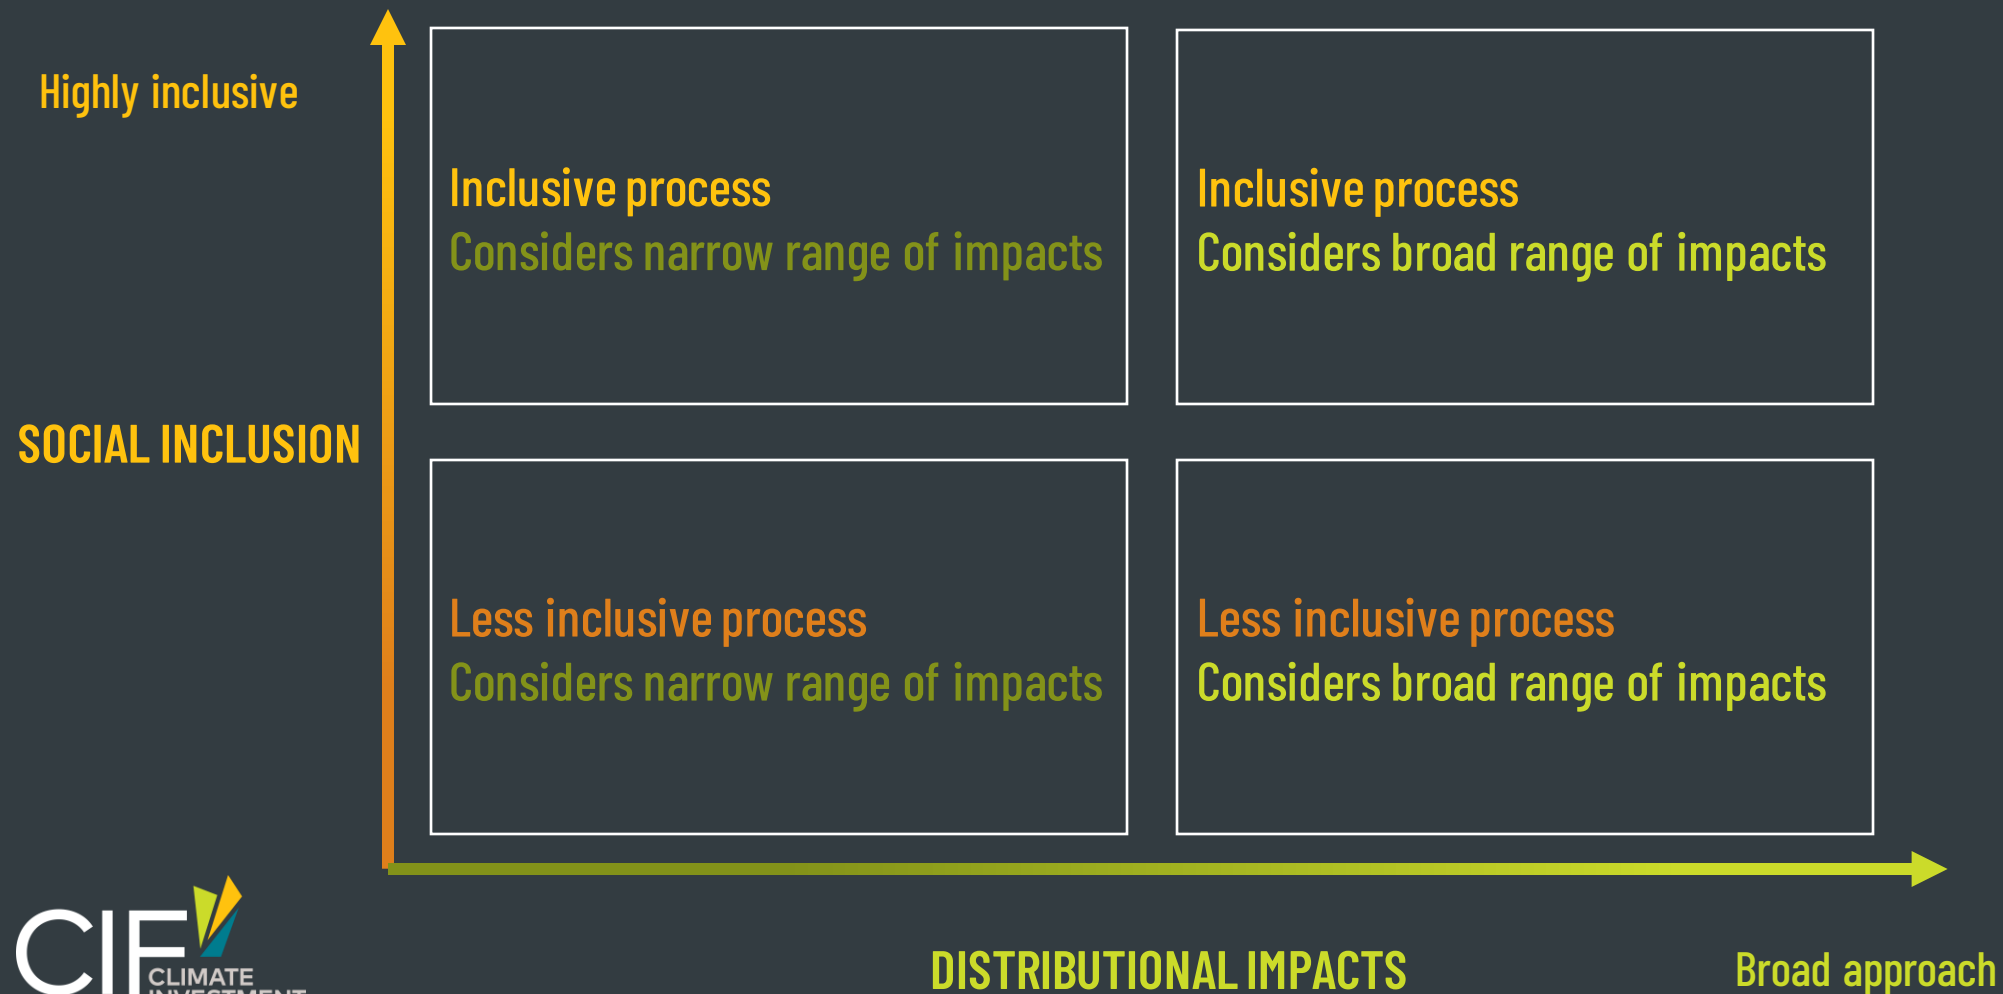 Highly inclusive
Inclusive process
Considers narrow range of impacts
Inclusive process
Considers broad range of impacts
SOCIAL INCLUSION
Less inclusive process
Considers narrow range of impacts
Less inclusive process
Considers broad range of impacts
CIF
CLIMATE
INVESTMENT
DISTRIBUTIONAL IMPACTS
Broad approach